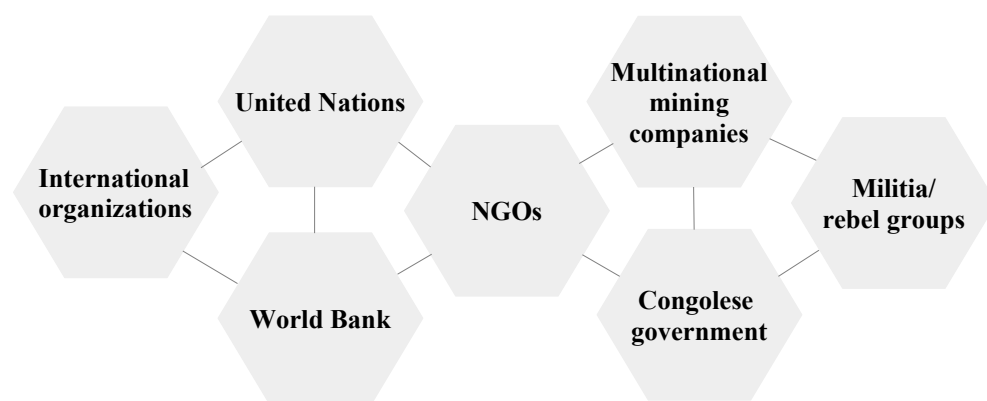 United Nations
Multinational
mining
companies
International
organizations
NGOs
Militia/
rebel groups
World Bank
Congolese
government